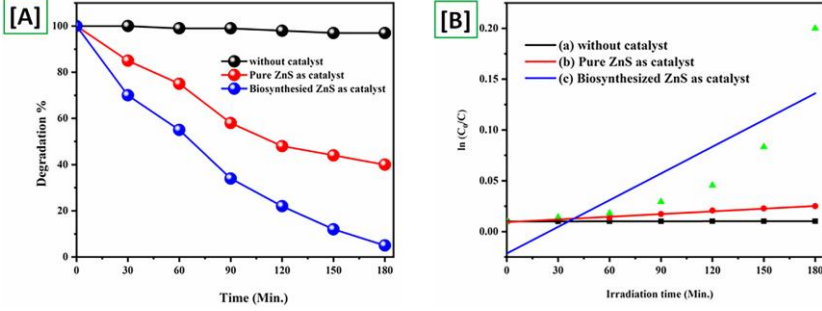 [A]
100
80
60
40
20
0
Degradation %
without catalyst
Pure ZnS as catalyst
Biosynthesied ZnS as catalyst
0 30 60 90 120 150 180
Time (Min.)
[B]
0.20
0.15
0.10
0.05
0.00
ln (C₀/C)
(a) without catalyst
(b) Pure ZnS as catalyst
(c) Biosynthesized ZnS as catalyst
0 30 60 90 120 150 180
Irradiation time (Min.)